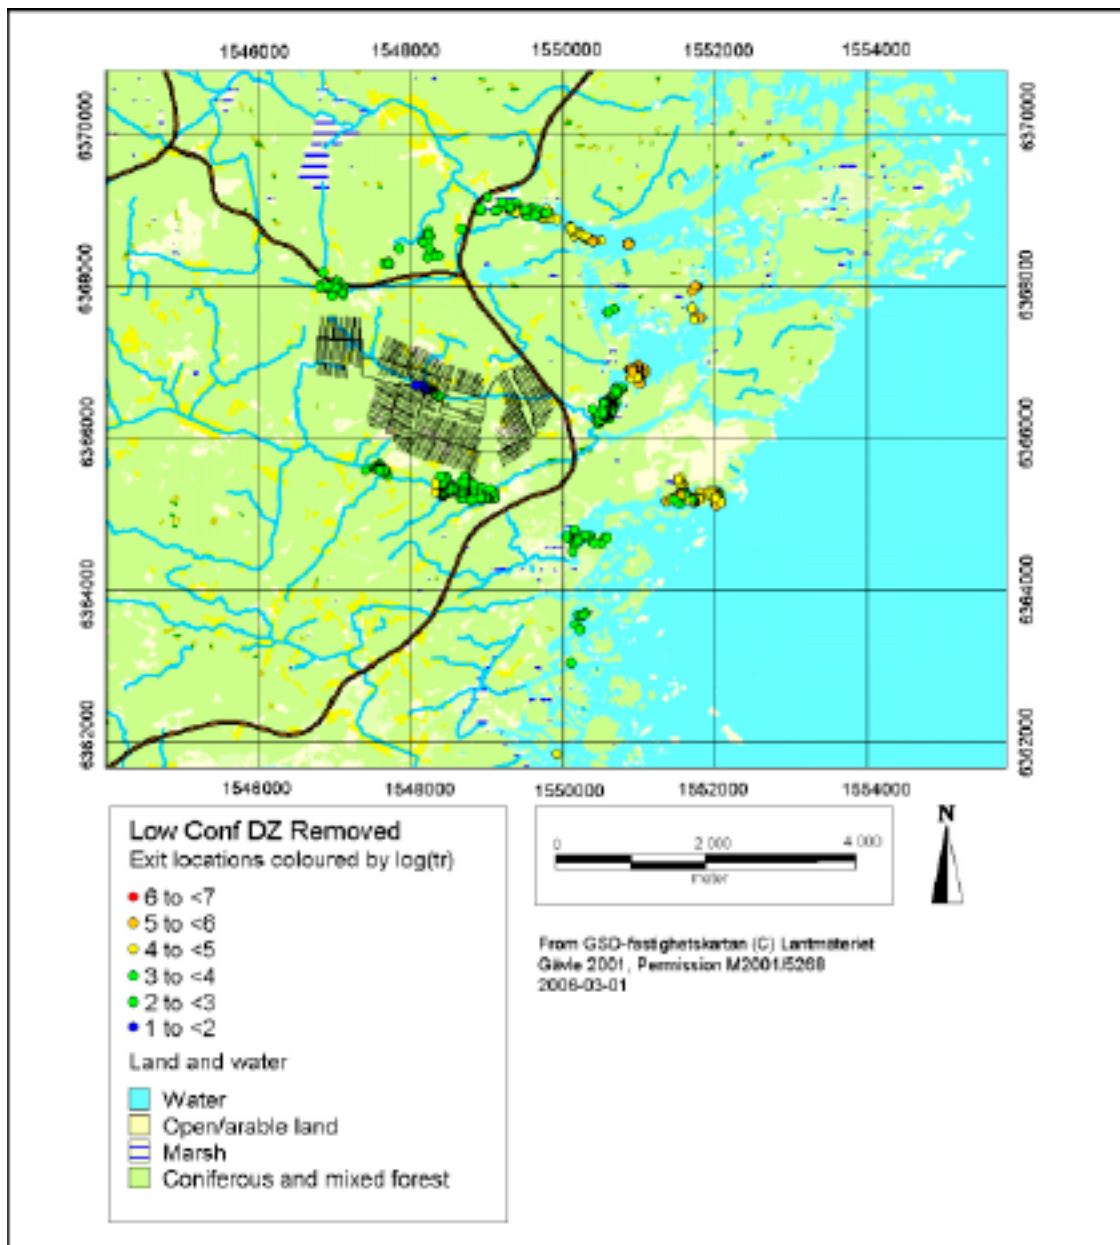 1546000 1548000 1550000 1552000 1554000
6370000 6370000
6368000 6368000
6366000 6366000
6364000 6364000
6362000 6362000
1546000 1548000 1550000 1552000 1554000
Low Conf DZ Removed
Exit locations coloured by log(tr)
6 to <7
5 to <6
4 to <5
3 to <4
2 to <3
1 to <2
Land and water
Water
Open/arable land
Marsh
Coniferous and mixed forest
0 2 000 4 000
meter
N
From GSD-fastighetskartan (C) Lantmäteriet
Gävle 2001, Permission M2001/5268
2006-03-01